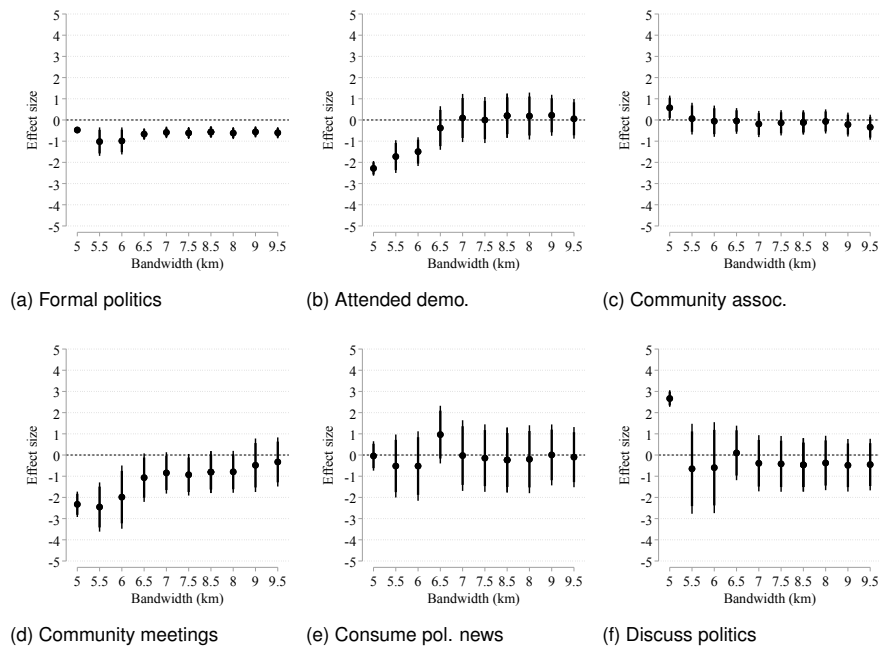 5
4
3
2
1
0
-1
-2
-3
-4
-5
Effect size
5 5.5 6 6.5 7 7.5 8.5 8 9 9.5
Bandwidth (km)
(a) Formal politics
5
4
3
2
1
0
-1
-2
-3
-4
-5
Effect size
5 5.5 6 6.5 7 7.5 8.5 8 9 9.5
Bandwidth (km)
(b) Attended demo.
5
4
3
2
1
0
-1
-2
-3
-4
-5
Effect size
5 5.5 6 6.5 7 7.5 8.5 8 9 9.5
Bandwidth (km)
(c) Community assoc.
5
4
3
2
1
0
-1
-2
-3
-4
-5
Effect size
5 5.5 6 6.5 7 7.5 8.5 8 9 9.5
Bandwidth (km)
(d) Community meetings
5
4
3
2
1
0
-1
-2
-3
-4
-5
Effect size
5 5.5 6 6.5 7 7.5 8.5 8 9 9.5
Bandwidth (km)
(e) Consume pol. news
5
4
3
2
1
0
-1
-2
-3
-4
-5
Effect size
5 5.5 6 6.5 7 7.5 8.5 8 9 9.5
Bandwidth (km)
(f) Discuss politics